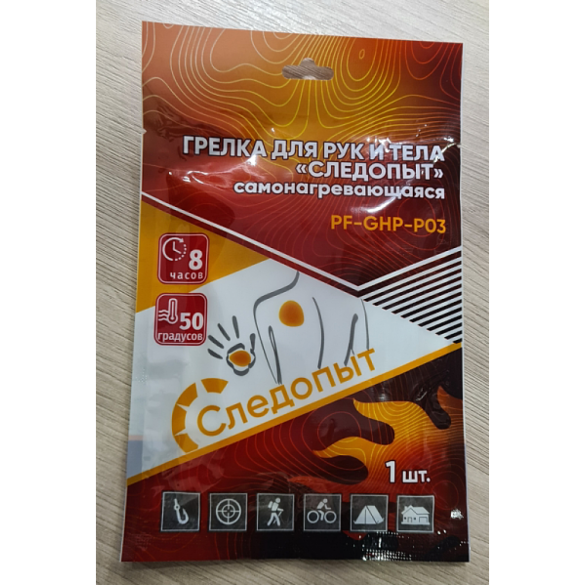 ГРЕЛКА ДЛЯ РУК И ТЕЛА
«СЛЕДОПЫТ»
самонагревающаяся
PF-GHP-P03
8
часов
50
градусов
Следопыт
1 шт.